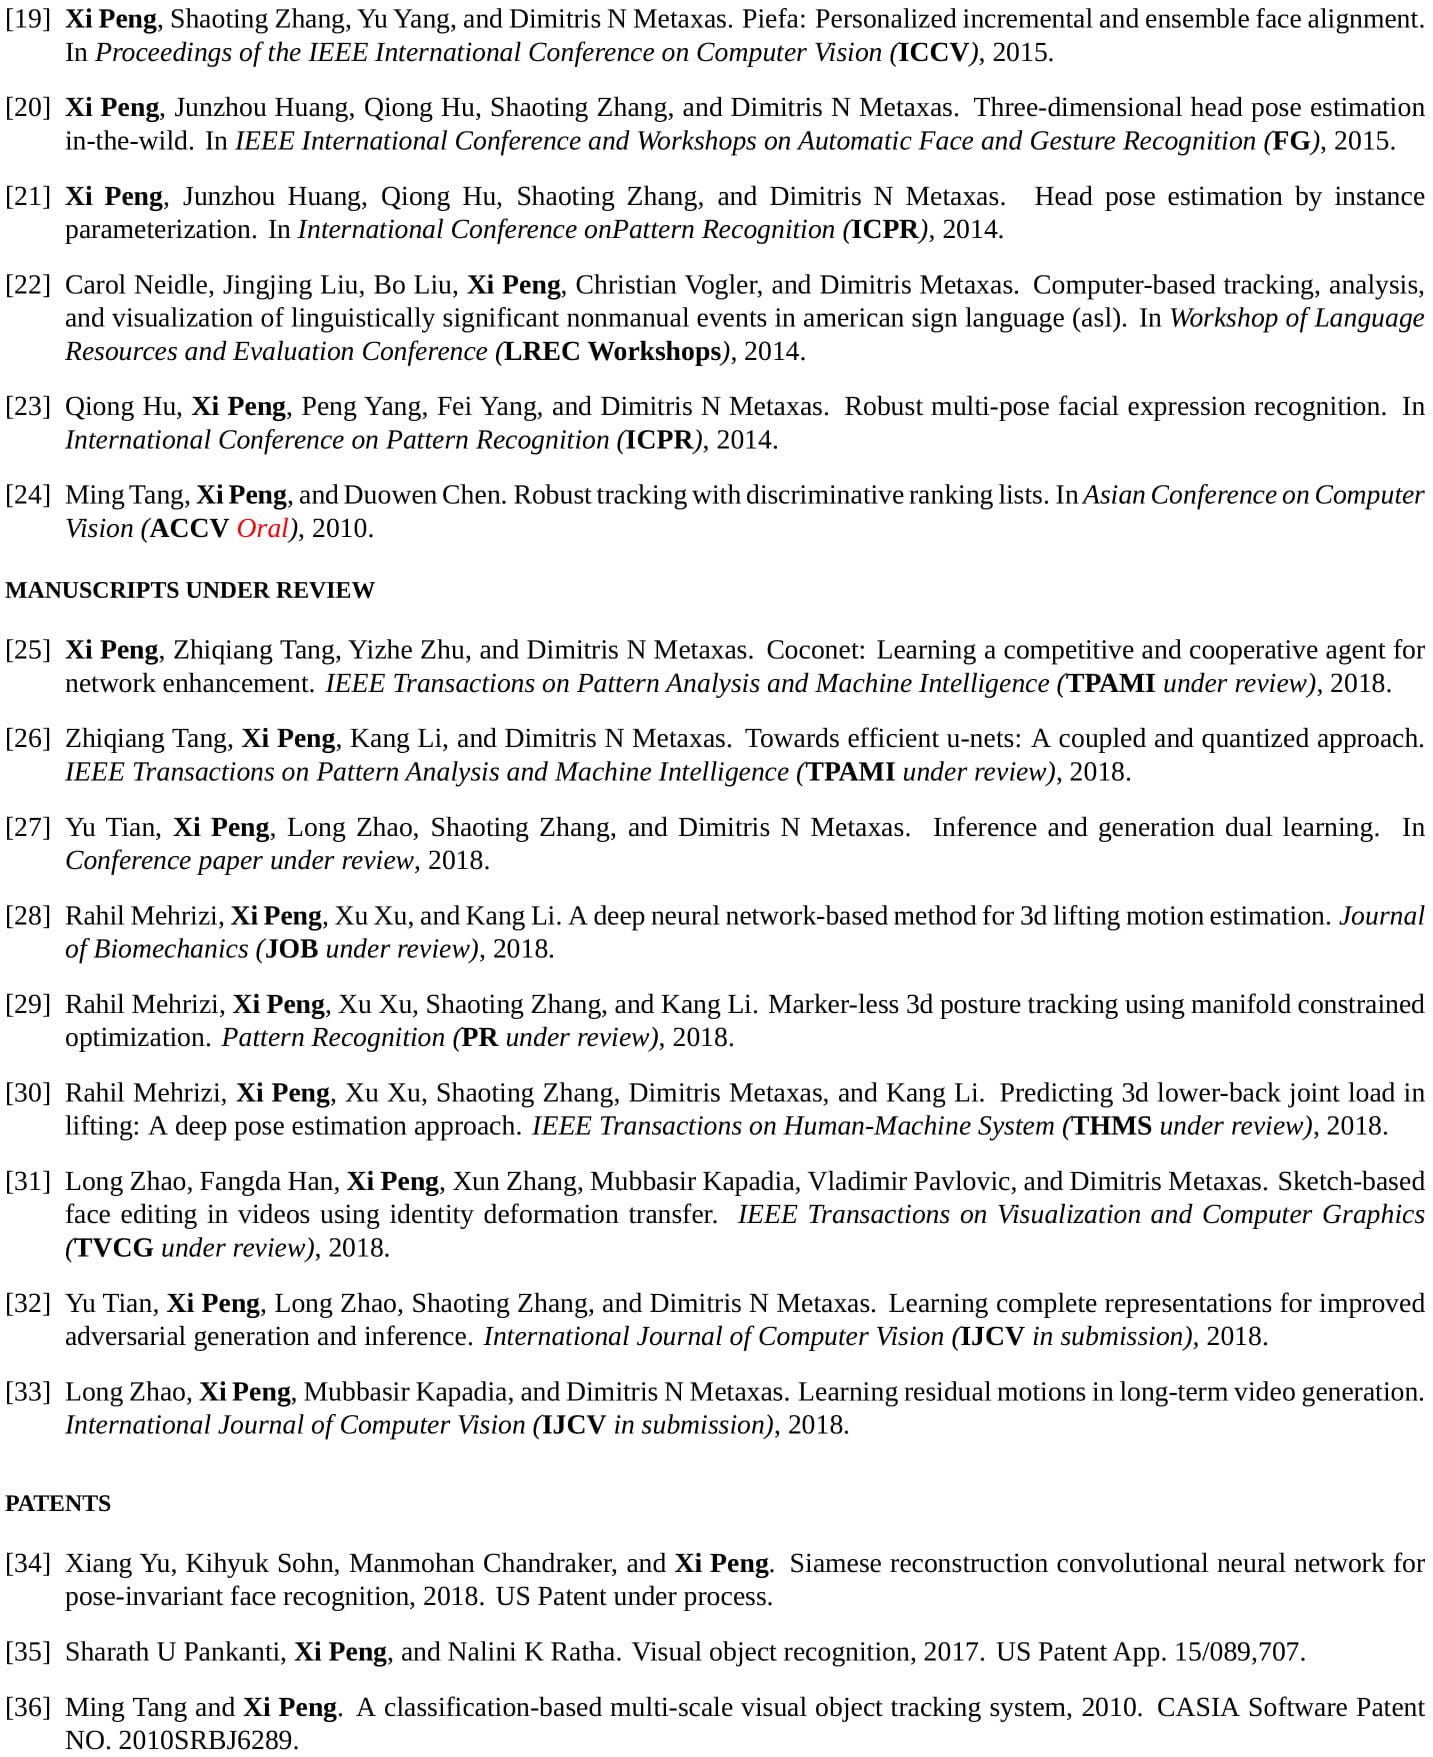 [19] Xi Peng, Shaoting Zhang, Yu Yang, and Dimitris N Metaxas. Piefa: Personalized incremental and ensemble face alignment.
In Proceedings of the IEEE International Conference on Computer Vision (ICCV), 2015.
[20] Xi Peng, Junzhou Huang, Qiong Hu, Shaoting Zhang, and Dimitris N Metaxas. Three-dimensional head pose estimation
in-the-wild. In IEEE International Conference and Workshops on Automatic Face and Gesture Recognition (FG), 2015.
[21] Xi Peng, Junzhou Huang, Qiong Hu, Shaoting Zhang, and Dimitris N Metaxas. Head pose estimation by instance
parameterization. In International Conference onPattern Recognition (ICPR), 2014.
[22] Carol Neidle, Jingjing Liu, Bo Liu, Xi Peng, Christian Vogler, and Dimitris Metaxas. Computer-based tracking, analysis,
and visualization of linguistically significant nonmanual events in american sign language (asl). In Workshop of Language
Resources and Evaluation Conference (LREC Workshops), 2014.
[23] Qiong Hu, Xi Peng, Peng Yang, Fei Yang, and Dimitris N Metaxas. Robust multi-pose facial expression recognition. In
International Conference on Pattern Recognition (ICPR), 2014.
[24] Ming Tang, Xi Peng, and Duowen Chen. Robust tracking with discriminative ranking lists. In Asian Conference on Computer
Vision (ACCV Oral), 2010.
MANUSCRIPTS UNDER REVIEW
[25] Xi Peng, Zhiqiang Tang, Yizhe Zhu, and Dimitris N Metaxas. Coconet: Learning a competitive and cooperative agent for
network enhancement. IEEE Transactions on Pattern Analysis and Machine Intelligence (TPAMI under review), 2018.
[26] Zhiqiang Tang, Xi Peng, Kang Li, and Dimitris N Metaxas. Towards efficient u-nets: A coupled and quantized approach.
IEEE Transactions on Pattern Analysis and Machine Intelligence (TPAMI under review), 2018.
[27] Yu Tian, Xi Peng, Long Zhao, Shaoting Zhang, and Dimitris N Metaxas. Inference and generation dual learning. In
Conference paper under review, 2018.
[28] Rahil Mehrizi, Xi Peng, Xu Xu, and Kang Li. A deep neural network-based method for 3d lifting motion estimation. Journal
of Biomechanics (JOB under review), 2018.
[29] Rahil Mehrizi, Xi Peng, Xu Xu, Shaoting Zhang, and Kang Li. Marker-less 3d posture tracking using manifold constrained
optimization. Pattern Recognition (PR under review), 2018.
[30] Rahil Mehrizi, Xi Peng, Xu Xu, Shaoting Zhang, Dimitris Metaxas, and Kang Li. Predicting 3d lower-back joint load in
lifting: A deep pose estimation approach. IEEE Transactions on Human-Machine System (THMS under review), 2018.
[31] Long Zhao, Fangda Han, Xi Peng, Xun Zhang, Mubbasir Kapadia, Vladimir Pavlovic, and Dimitris Metaxas. Sketch-based
face editing in videos using identity deformation transfer. IEEE Transactions on Visualization and Computer Graphics
(TVCG under review), 2018.
[32] Yu Tian, Xi Peng, Long Zhao, Shaoting Zhang, and Dimitris N Metaxas. Learning complete representations for improved
adversarial generation and inference. International Journal of Computer Vision (IJCV in submission), 2018.
[33] Long Zhao, Xi Peng, Mubbasir Kapadia, and Dimitris N Metaxas. Learning residual motions in long-term video generation.
International Journal of Computer Vision (IJCV in submission), 2018.
PATENTS
[34] Xiang Yu, Kihyuk Sohn, Manmohan Chandraker, and Xi Peng. Siamese reconstruction convolutional neural network for
pose-invariant face recognition, 2018. US Patent under process.
[35] Sharath U Pankanti, Xi Peng, and Nalini K Ratha. Visual object recognition, 2017. US Patent App. 15/089,707.
[36] Ming Tang and Xi Peng. A classification-based multi-scale visual object tracking system, 2010. CASIA Software Patent
NO. 2010SRBJ6289.